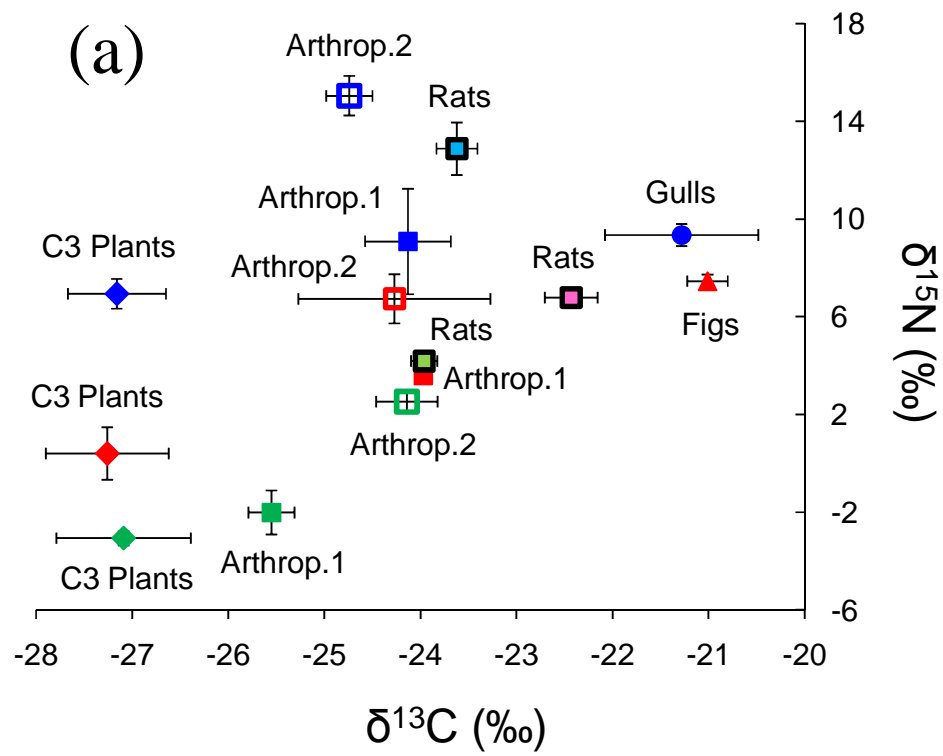 (a)
Arthrop.2
Rats
Arthrop.1
Gulls
C3 Plants
Arthrop.2
Rats
Figs
Rats
Arthrop.1
C3 Plants
Arthrop.2
Arthrop.1
C3 Plants
18
14
10
6
2
-2
-6
δ15N (‰)
-28 -27 -26 -25 -24 -23 -22 -21 -20
δ13C (‰)